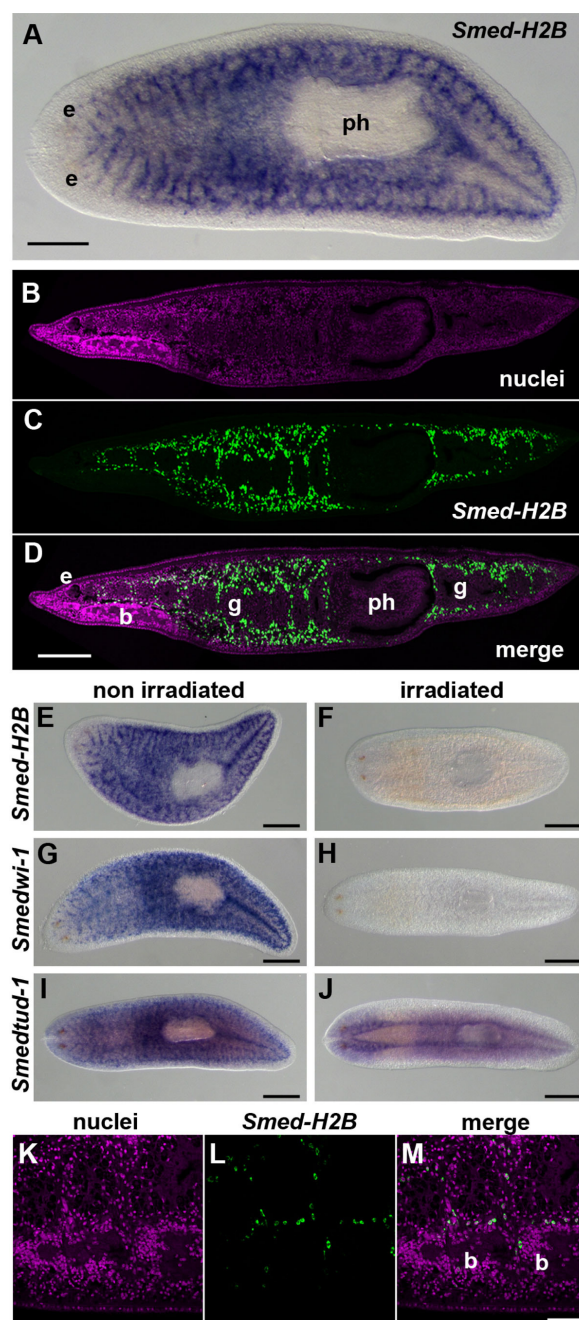 A
Smed-H2B
e
ph
e
B
nuclei
C
Smed-H2B
D
e
b
g
ph
g
merge
non irradiated
irradiated
Smed-H2B
E
F
Smedwi-1
G
H
Smedtud-1
I
J
nuclei
Smed-H2B
merge
K
L
M
b
b